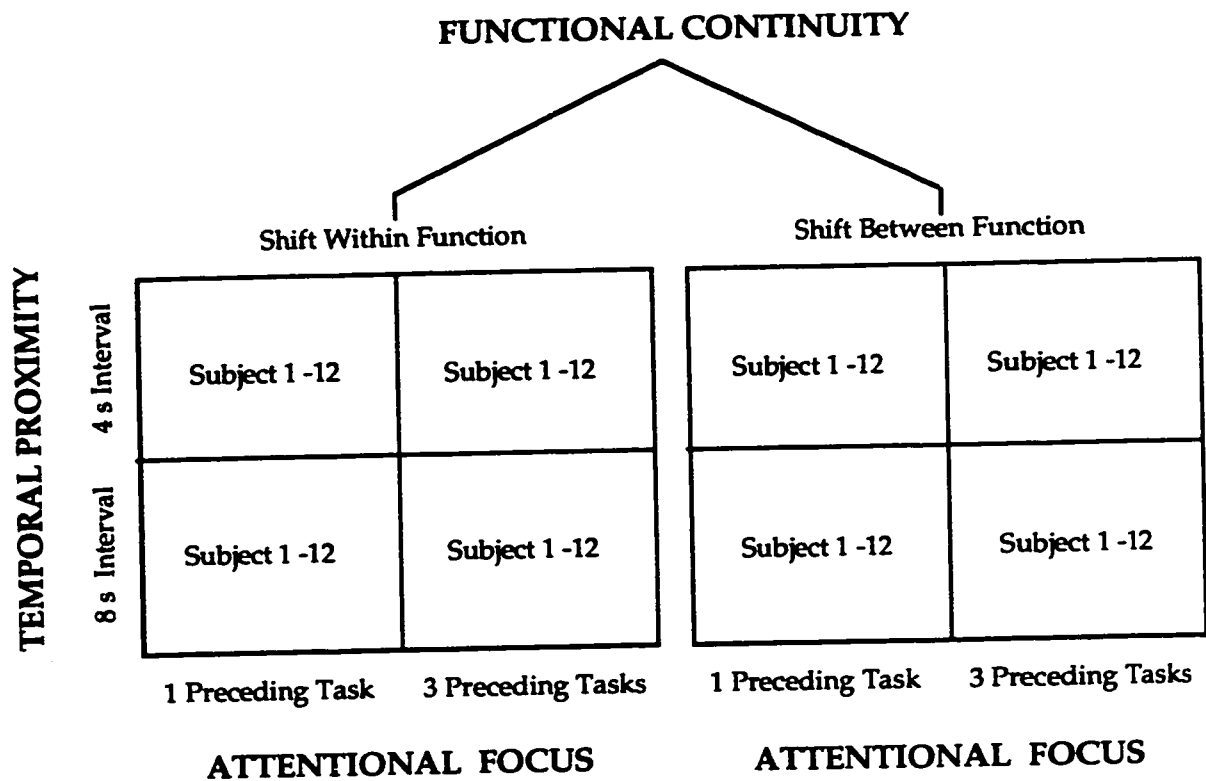 FUNCTIONAL CONTINUITY
Shift Within Function
Shift Between Function
TEMPORAL PROXIMITY
4 s Interval
Subject 1 -12
Subject 1 -12
Subject 1 -12
Subject 1 -12
8 s Interval
Subject 1 -12
Subject 1 -12
Subject 1 -12
Subject 1 -12
1 Preceding Task
3 Preceding Tasks
1 Preceding Task
3 Preceding Tasks
ATTENTIONAL FOCUS
ATTENTIONAL FOCUS